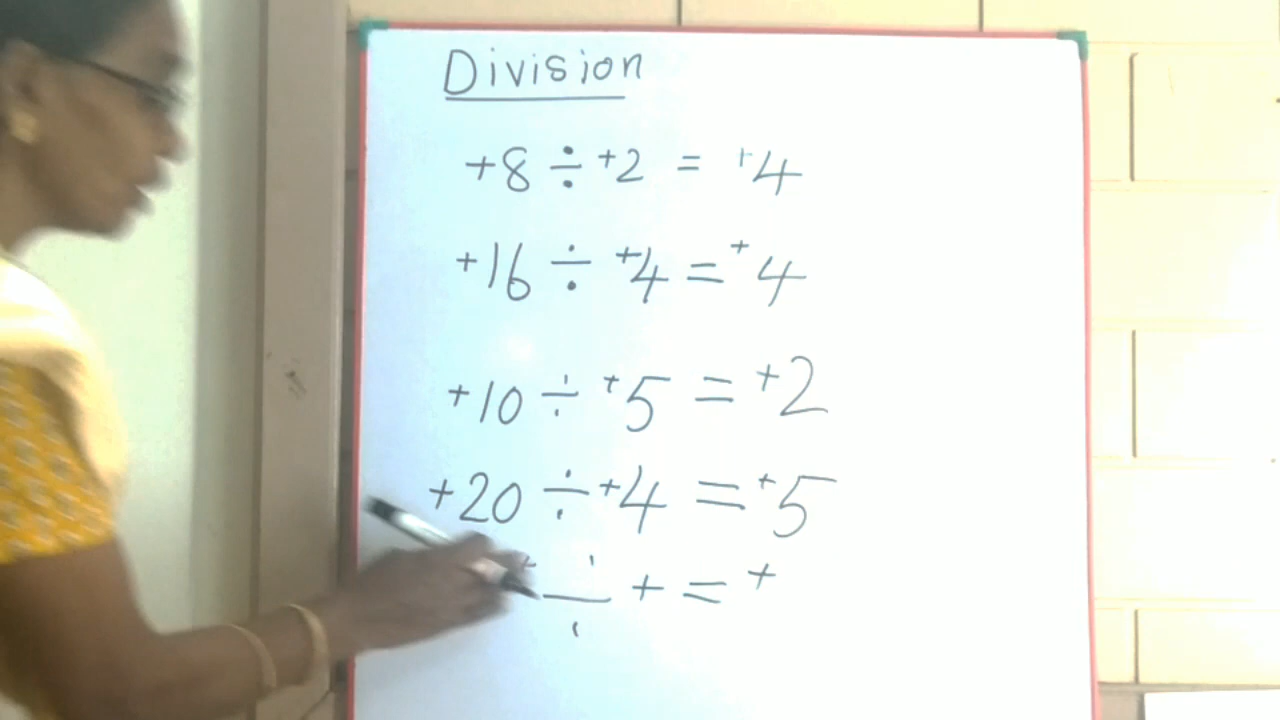 Division
+8 ÷ +2 = +4
+16 ÷ +4 = +4
+10 ÷ +5 = +2
+20 ÷ +4 = +5
+ ÷ + = +